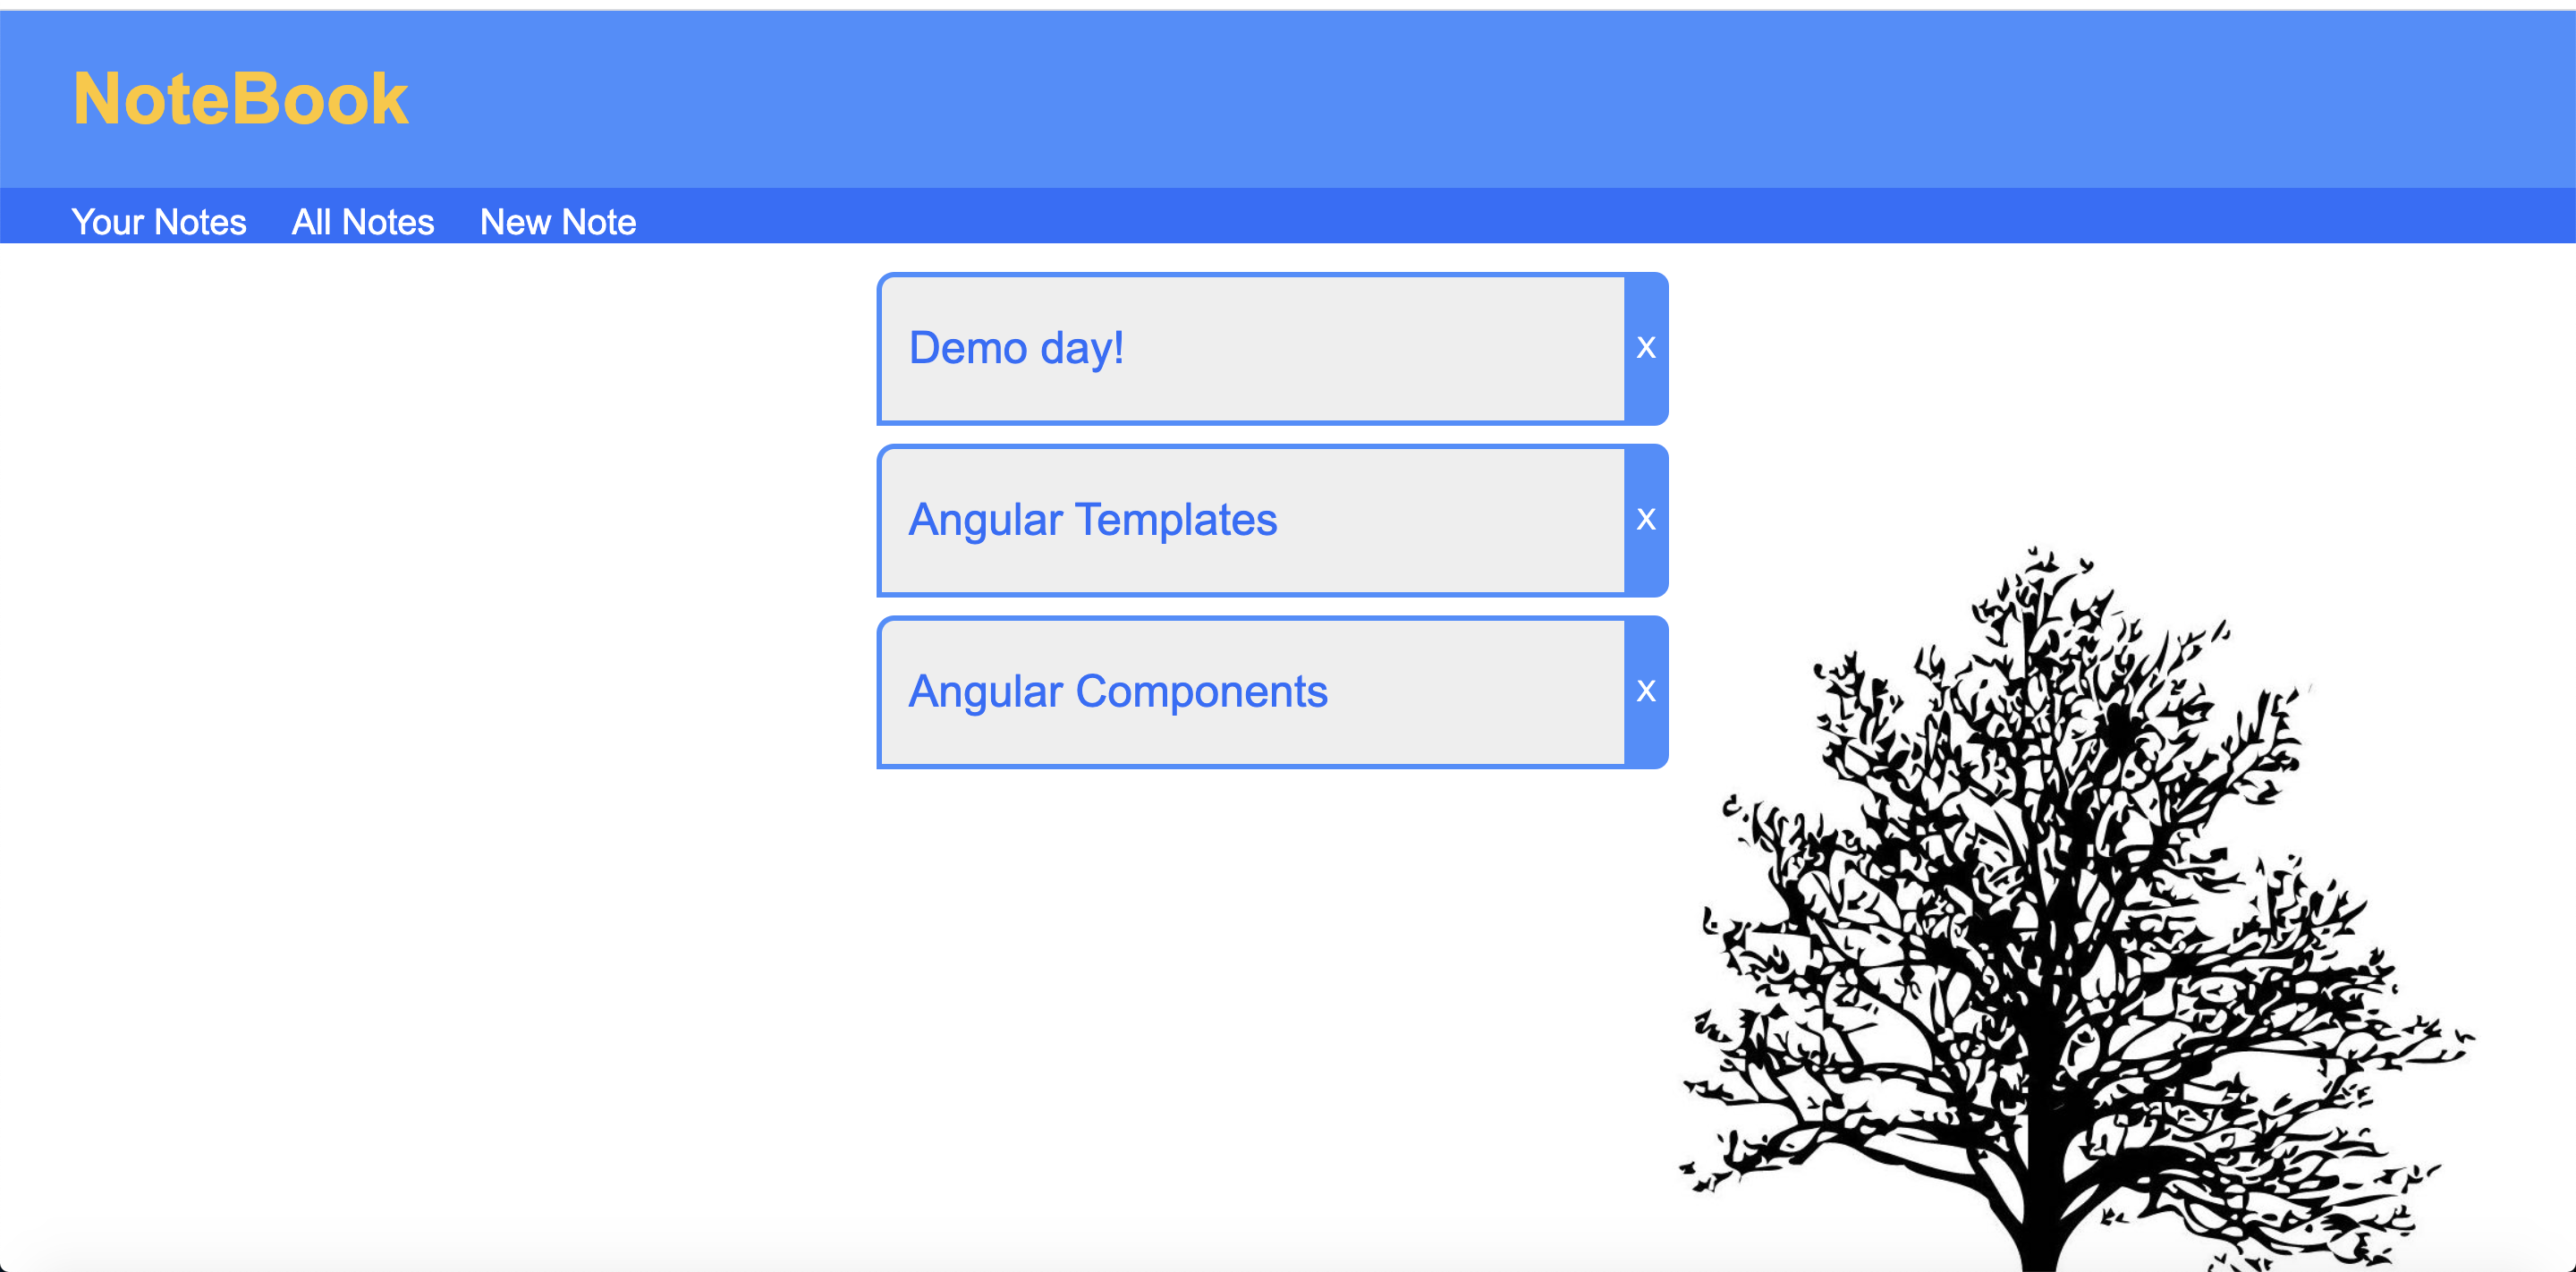 NoteBook
Your Notes All Notes New Note
Demo day!
x
Angular Templates
x
Angular Components
x